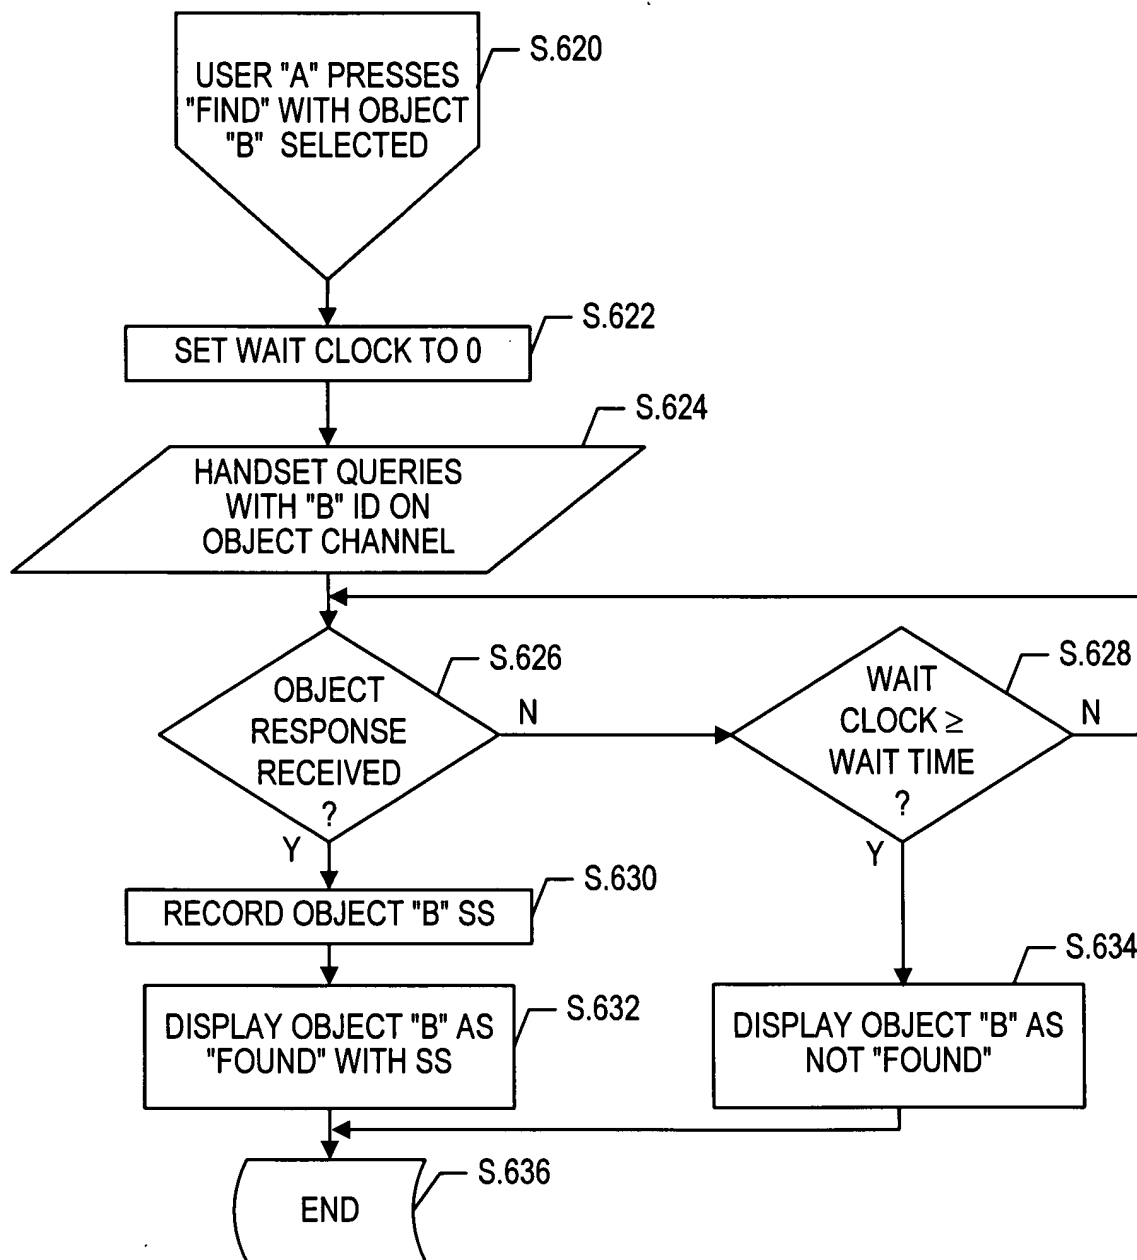 USER "A" PRESSES
"FIND" WITH OBJECT
"B" SELECTED
S.620
SET WAIT CLOCK TO 0
S.622
HANDSET QUERIES
WITH "B" ID ON
OBJECT CHANNEL
S.624
OBJECT
RESPONSE
RECEIVED
?
S.626
N
Y
WAIT
CLOCK ≥
WAIT TIME
?
S.628
N
Y
RECORD OBJECT "B" SS
S.630
DISPLAY OBJECT "B" AS
"FOUND" WITH SS
S.632
DISPLAY OBJECT "B" AS
NOT "FOUND"
S.634
END
S.636